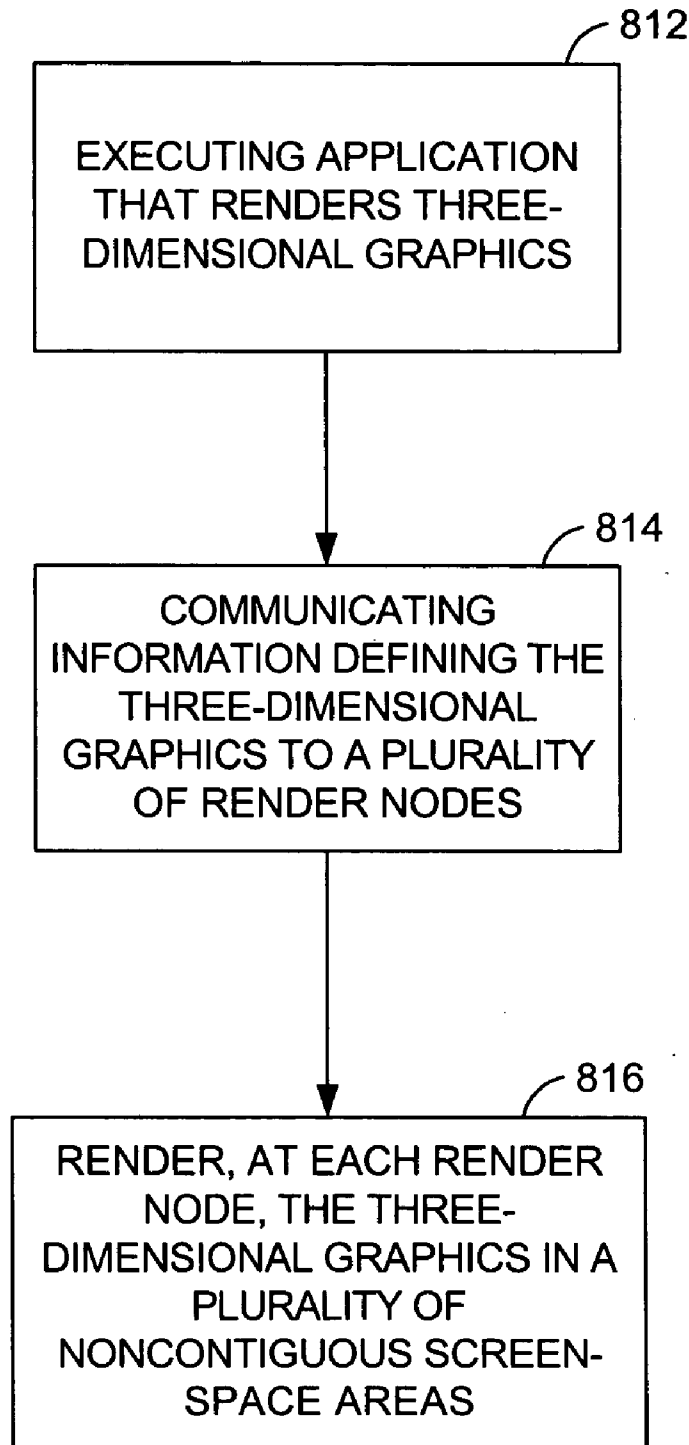 812
EXECUTING APPLICATION
THAT RENDERS THREE-
DIMENSIONAL GRAPHICS
814
COMMUNICATING
INFORMATION DEFINING THE
THREE-DIMENSIONAL
GRAPHICS TO A PLURALITY
OF RENDER NODES
816
RENDER, AT EACH RENDER
NODE, THE THREE-
DIMENSIONAL GRAPHICS IN A
PLURALITY OF
NONCONTIGUOUS SCREEN-
SPACE AREAS